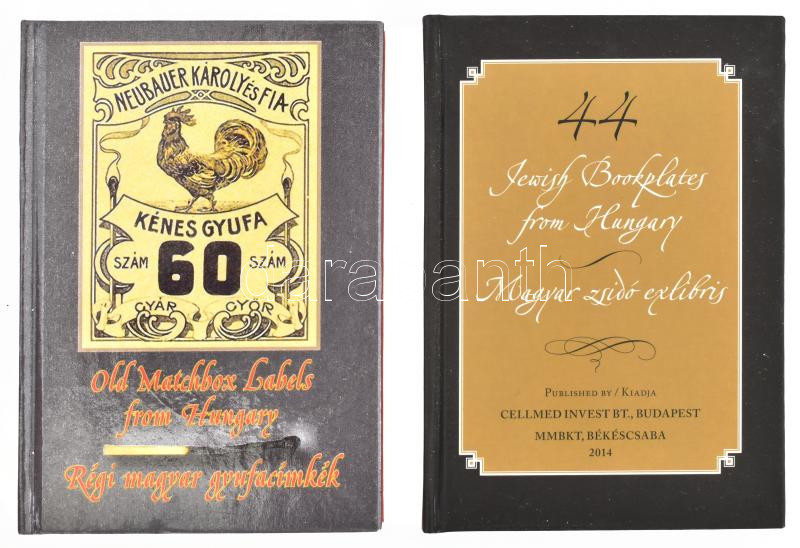 NEUBAUER KÁROLY ÉS FIA
KÉNES GYUFA
SZÁM 60 SZÁM
GYÁR GYŐR
Old Matchbox Labels
from Hungary
Régi magyar gyufacímkék
44
Jewish Bookplates
from Hungary
Magyar zsidó exlibris
PUBLISHED BY / KIADJA
CELLMED INVEST BT., BUDAPEST
MMBKT, BÉKÉSCSABA
2014
darabanth